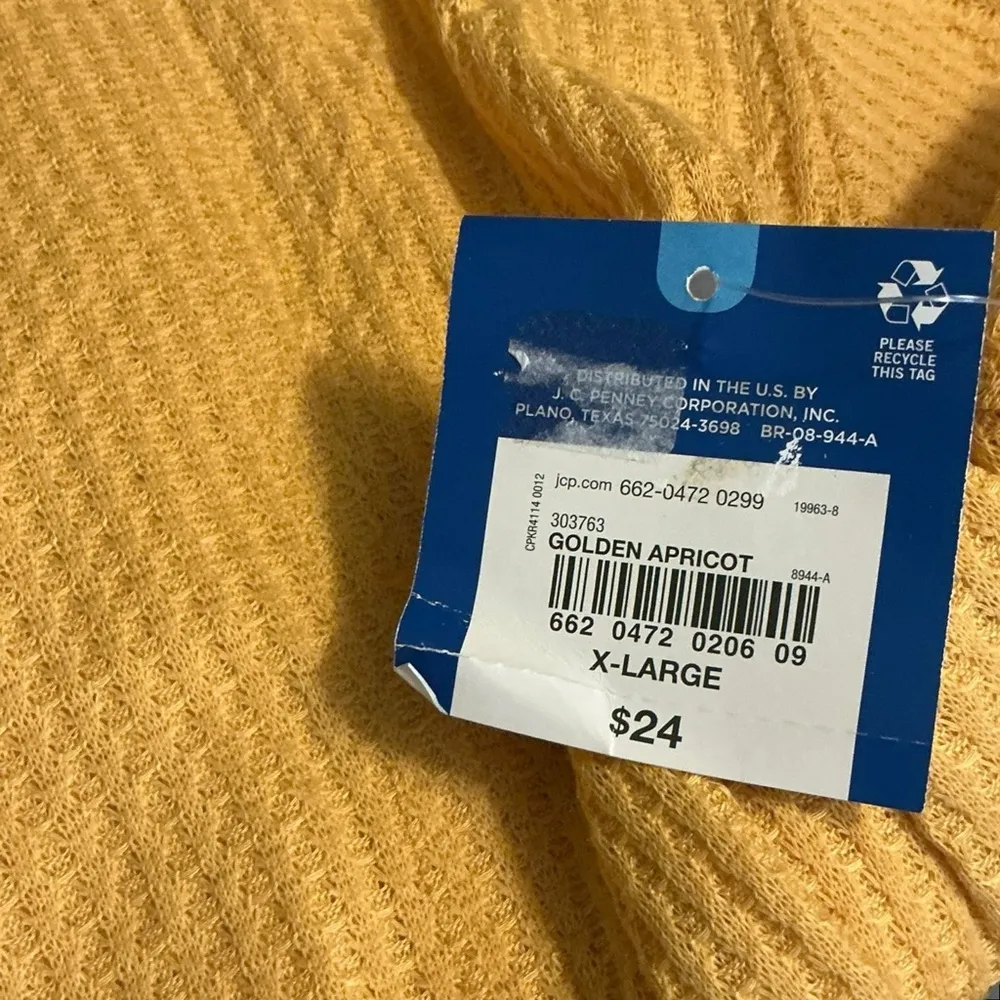 PLEASE
RECYCLE
THIS TAG
DISTRIBUTED IN THE U.S. BY
J. C. PENNEY CORPORATION, INC.
PLANO, TEXAS 75024-3698 BR-08-944-A
CPKR4114 0012
jcp.com 662-0472 0299 19963-8
303763
GOLDEN APRICOT
8944-A
662 0472 0206 09
X-LARGE
$24